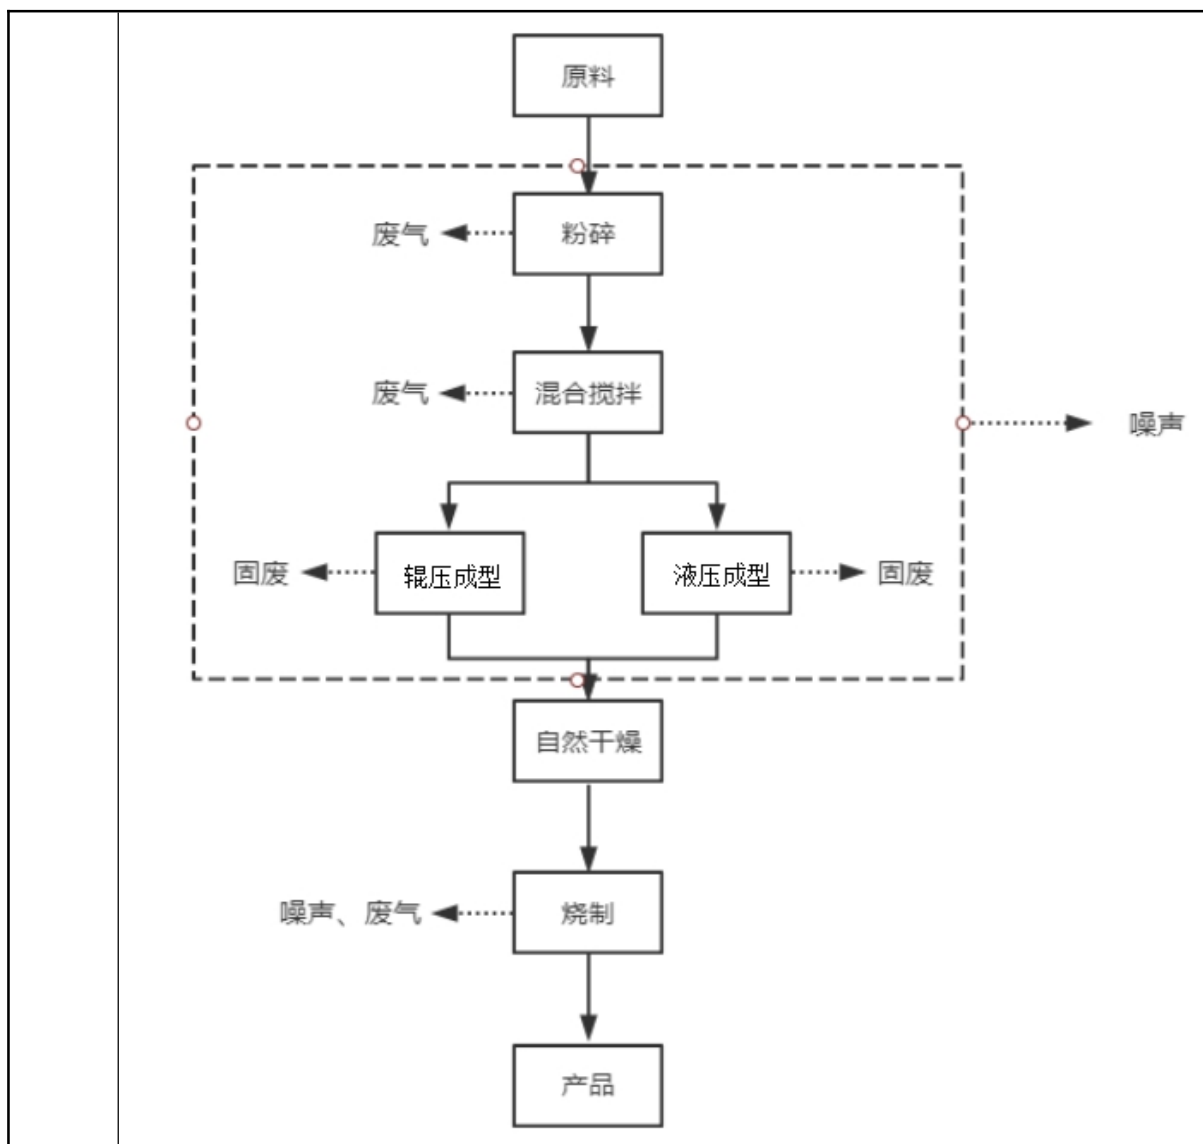 原料
废气
粉碎
废气
混合搅拌
噪声
固废
辊压成型
液压成型
固废
自然干燥
噪声、废气
烧制
产品